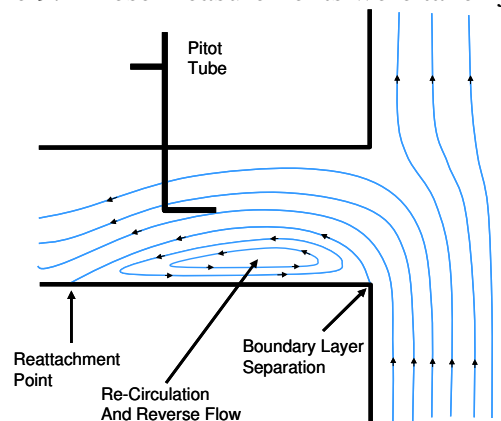 Pitot
Tube
Boundary Layer
Separation
Reattachment
Point
Re-Circulation
And Reverse Flow